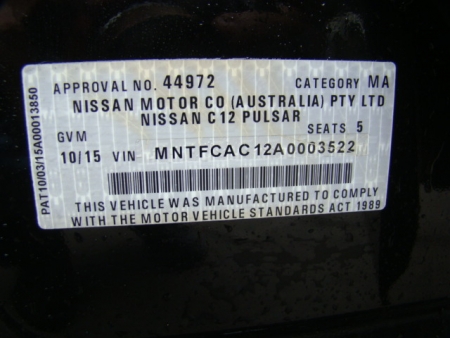 APPROVAL NO. 44972 CATEGORY MA
NISSAN MOTOR CO (AUSTRALIA) PTY LTD
NISSAN C12 PULSAR
GVM SEATS 5
10/15 VIN MNTFCAC12A0003522
THIS VEHICLE WAS MANUFACTURED TO COMPLY
WITH THE MOTOR VEHICLE STANDARDS ACT 1989
PAT10/03/15A00013850